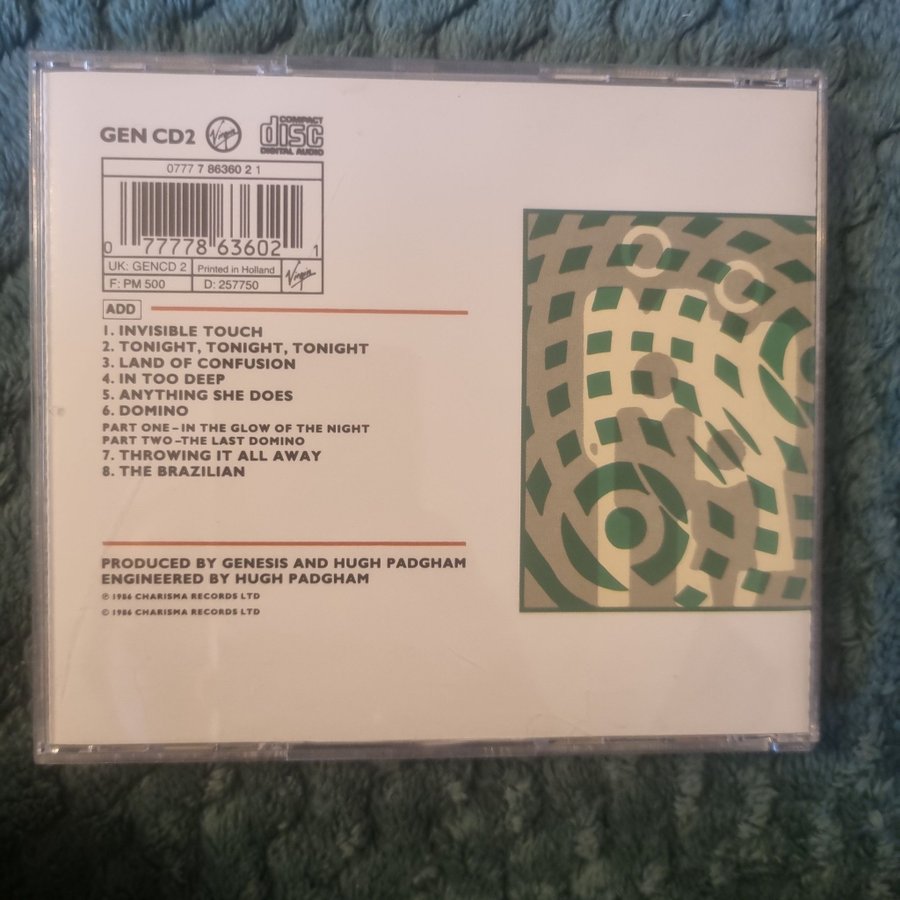 GEN CD2 Virgin COMPACT disc DIGITAL AUDIO
0777 7 86360 2 1
0 77778 63602 1
UK: GENCD 2 Printed in Holland Virgin
F: PM 500 D: 257750
ADD
1. INVISIBLE TOUCH
2. TONIGHT, TONIGHT, TONIGHT
3. LAND OF CONFUSION
4. IN TOO DEEP
5. ANYTHING SHE DOES
6. DOMINO
PART ONE–IN THE GLOW OF THE NIGHT
PART TWO–THE LAST DOMINO
7. THROWING IT ALL AWAY
8. THE BRAZILIAN
PRODUCED BY GENESIS AND HUGH PADGHAM
ENGINEERED BY HUGH PADGHAM
℗ 1986 CHARISMA RECORDS LTD
© 1986 CHARISMA RECORDS LTD